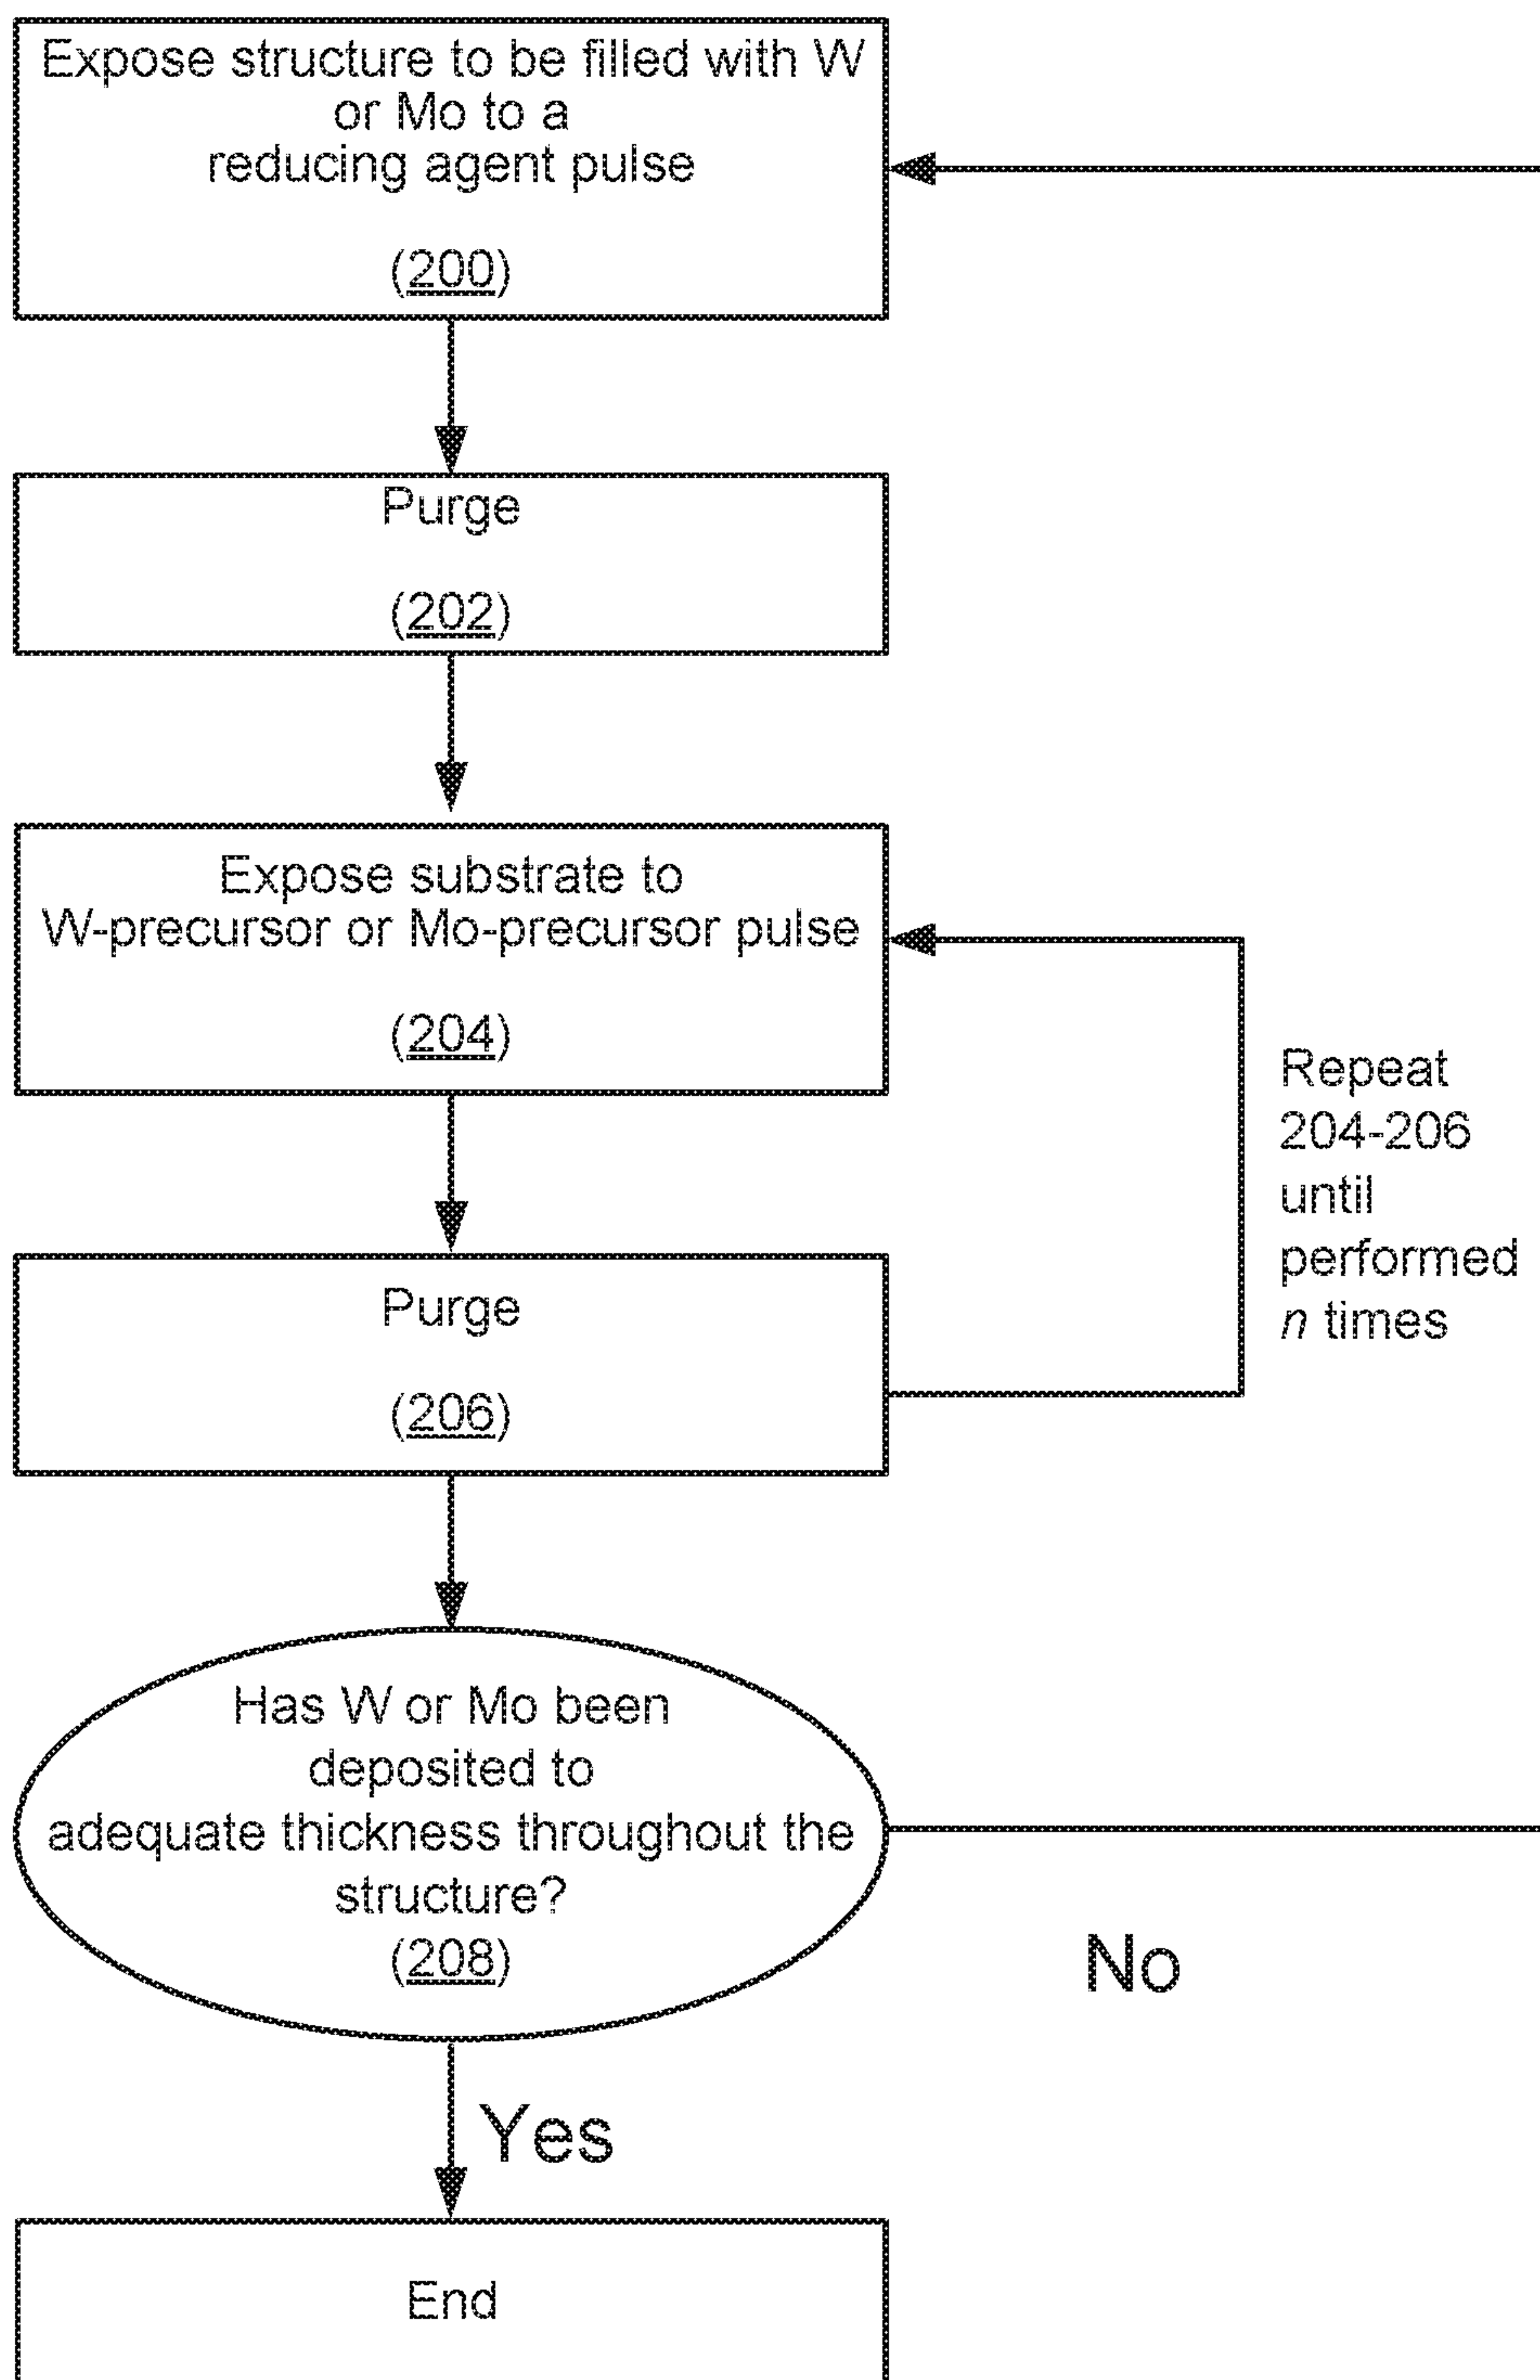 Expose structure to be filled with W
or Mo to a
reducing agent pulse
(200)
Purge
(202)
Expose substrate to
W-precursor or Mo-precursor pulse
(204)
Repeat
204-206
until
performed
n times
Purge
(206)
Has W or Mo been
deposited to
adequate thickness throughout the
structure?
(208)
No
Yes
End